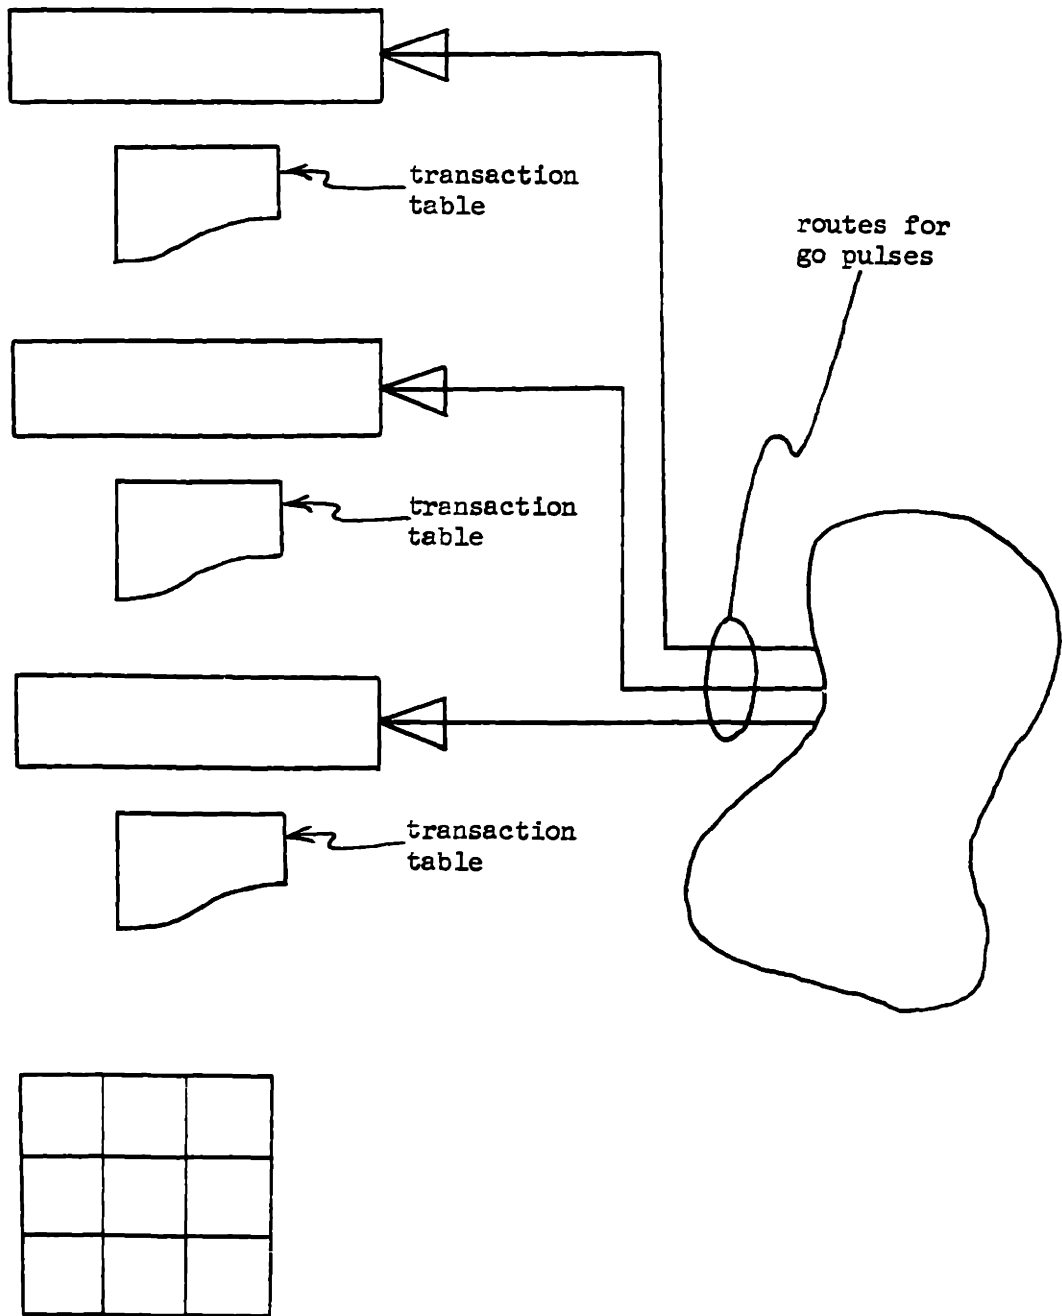 transaction
table
routes for
go pulses
transaction
table
transaction
table